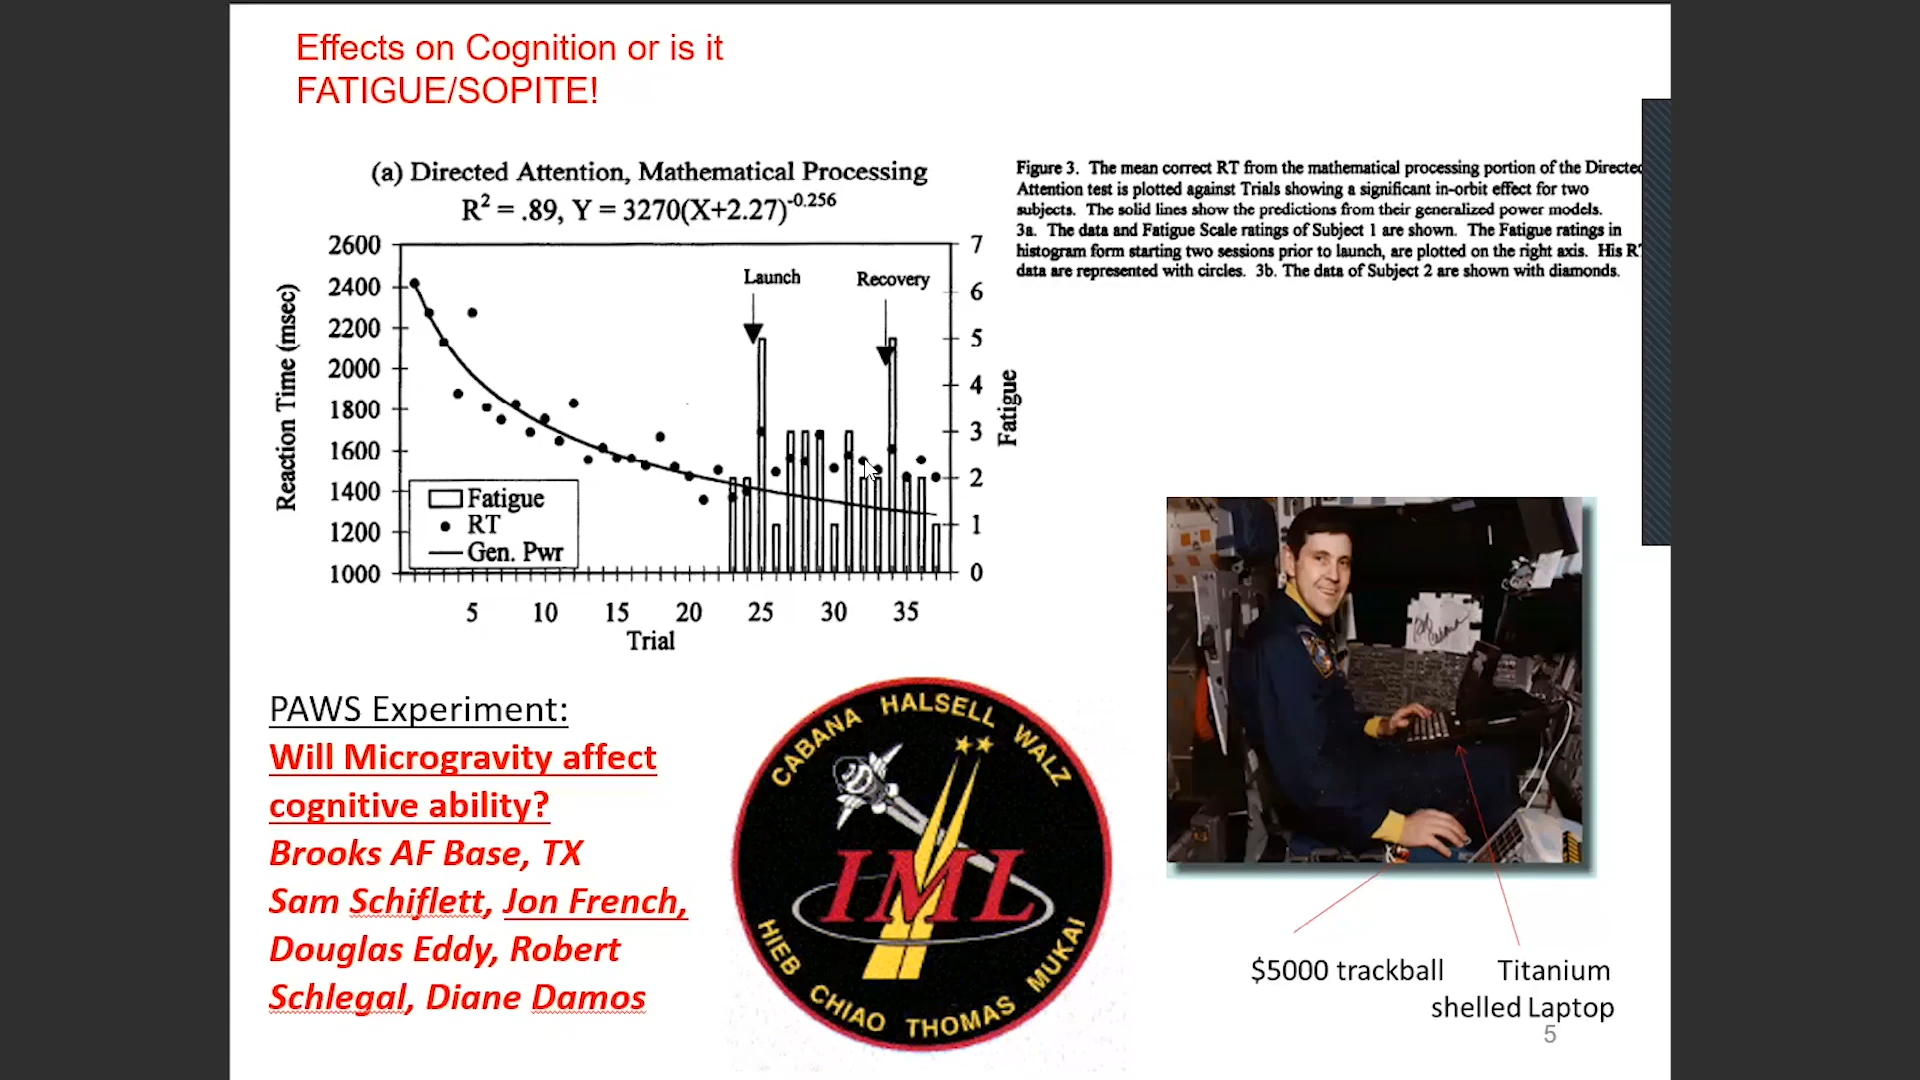 Effects on Cognition or is it
FATIGUE/SOPITE!
(a) Directed Attention, Mathematical Processing
R² = .89, Y = 3270(X+2.27)^-0.256
Reaction Time (msec)
2600
2400
2200
2000
1800
1600
1400
1200
1000
Launch
Recovery
7
6
5
4
3
2
1
0
Fatigue
Fatigue
RT
Gen. Pwr
5 10 15 20 25 30 35
Trial
Figure 3. The mean correct RT from the mathematical processing portion of the Directed
Attention test is plotted against Trials showing a significant in-orbit effect for two
subjects. The solid lines show the predictions from their generalized power models.
3a. The data and Fatigue Scale ratings of Subject 1 are shown. The Fatigue ratings in
histogram form starting two sessions prior to launch, are plotted on the right axis. His R
data are represented with circles. 3b. The data of Subject 2 are shown with diamonds.
PAWS Experiment:
Will Microgravity affect
cognitive ability?
Brooks AF Base, TX
Sam Schiflett, Jon French,
Douglas Eddy, Robert
Schlegal, Diane Damos
CABANA HALSELL WALZ
IML
HIEB CHIAO THOMAS MUKAI
$5000 trackball
Titanium
shelled Laptop
5